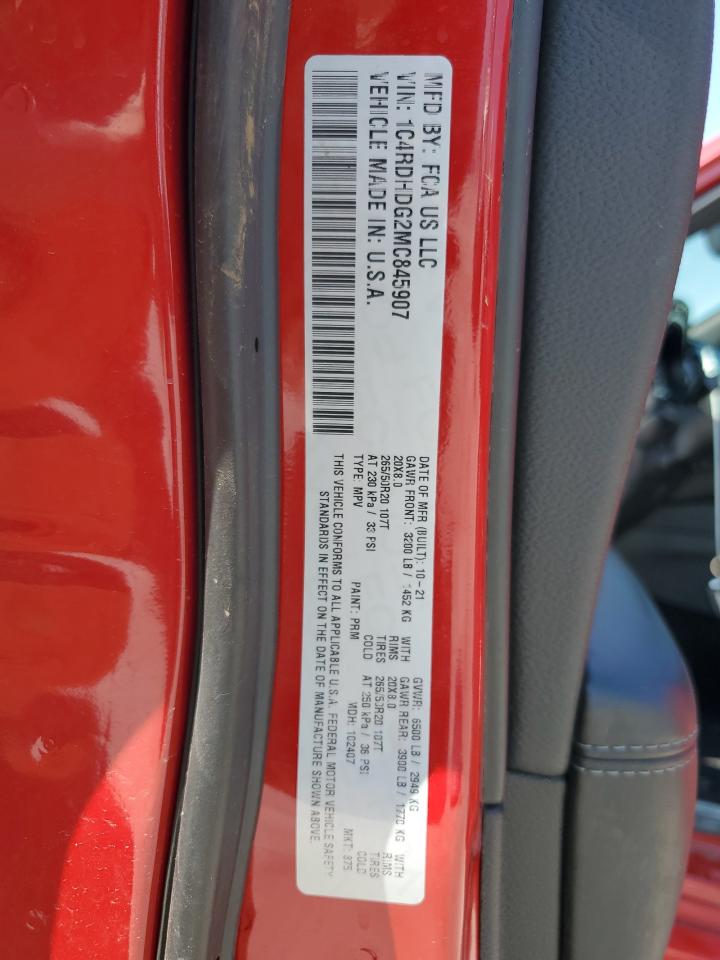 MFD BY: FCA US LLC
VIN: 1C4RDHDG2MC845907
VEHICLE MADE IN: U.S.A.
DATE OF MFR (BUILT): 10-21 GVWR: 6500 LB / 2949 KG
GAWR FRONT: 3200 LB / 1452 KG WITH GAWR REAR: 3900 LB / 1770 KG WITH
20X8.0 RIMS 20X8.0 RIMS
265/50R20 107T TIRES 265/50R20 107T TIRES
AT 230 kPa / 33 PSI COLD AT 250 kPa / 36 PSI COLD
TYPE: MPV PAINT: PRM MDH: 102407 MKT: 875
THIS VEHICLE CONFORMS TO ALL APPLICABLE U.S.A. FEDERAL MOTOR VEHICLE SAFETY
STANDARDS IN EFFECT ON THE DATE OF MANUFACTURE SHOWN ABOVE.